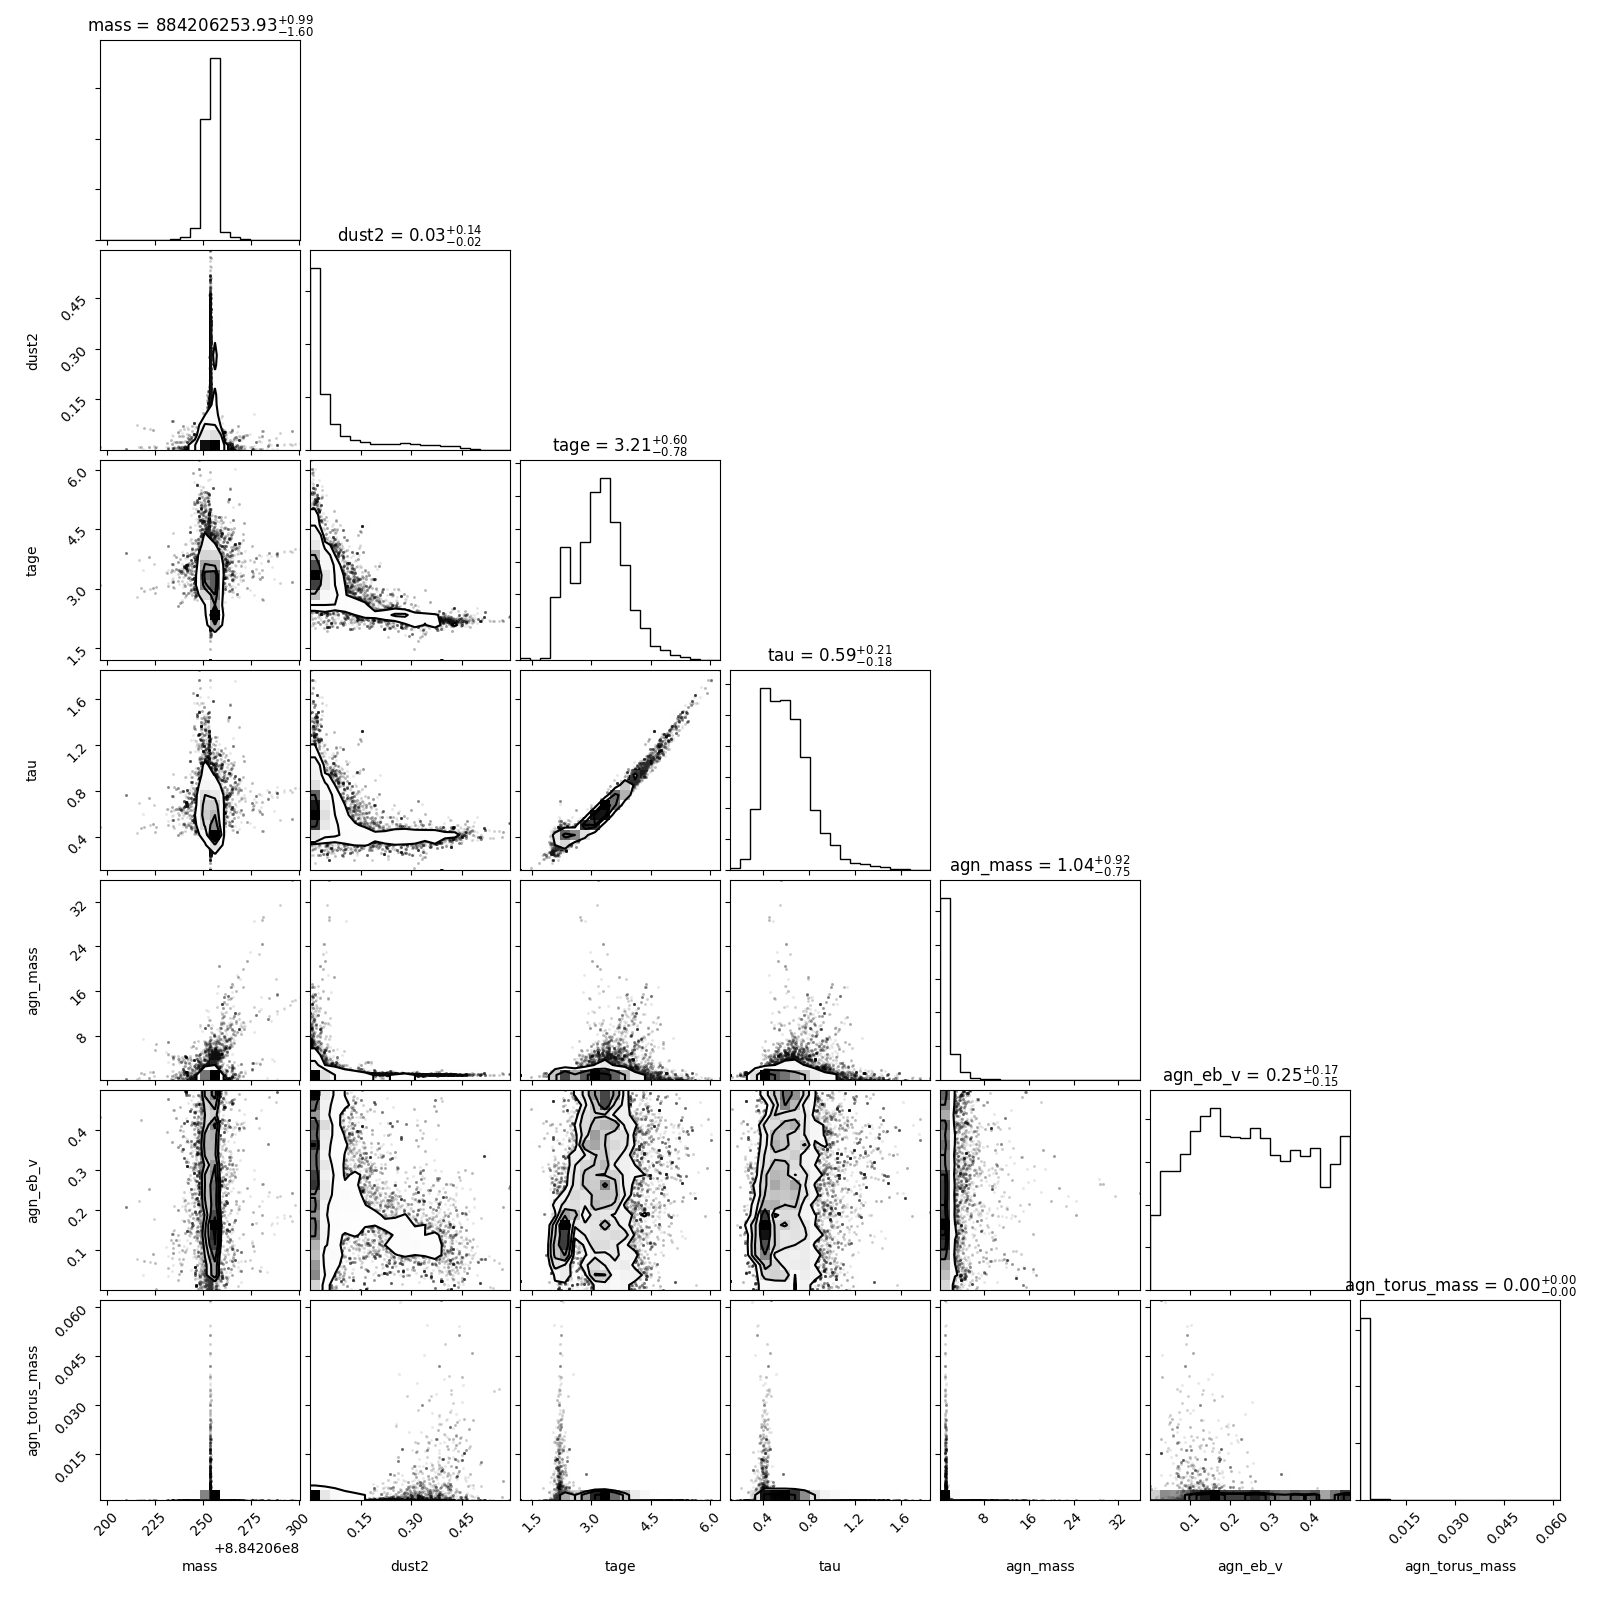 mass = 884206253.93+0.99−1.60
dust2 = 0.03+0.14−0.02
dust2
0.45
0.30
0.15
tage = 3.21+0.60−0.78
tage
6.0
4.5
3.0
1.5
tau = 0.59+0.21−0.18
tau
1.6
1.2
0.8
0.4
agn_mass = 1.04+0.92−0.75
agn_mass
32
24
16
8
agn_eb_v = 0.25+0.17−0.15
agn_eb_v
0.4
0.3
0.2
0.1
agn_torus_mass = 0.00+0.00−0.00
agn_torus_mass
0.060
0.045
0.030
0.015
200 225 250 275 300 0.15 0.30 0.45 1.5 3.0 4.5 6.0 0.4 0.8 1.2 1.6 8 16 24 32 0.1 0.2 0.3 0.4 0.015 0.030 0.045 0.060
+8.84206e8
mass dust2 tage tau agn_mass agn_eb_v agn_torus_mass